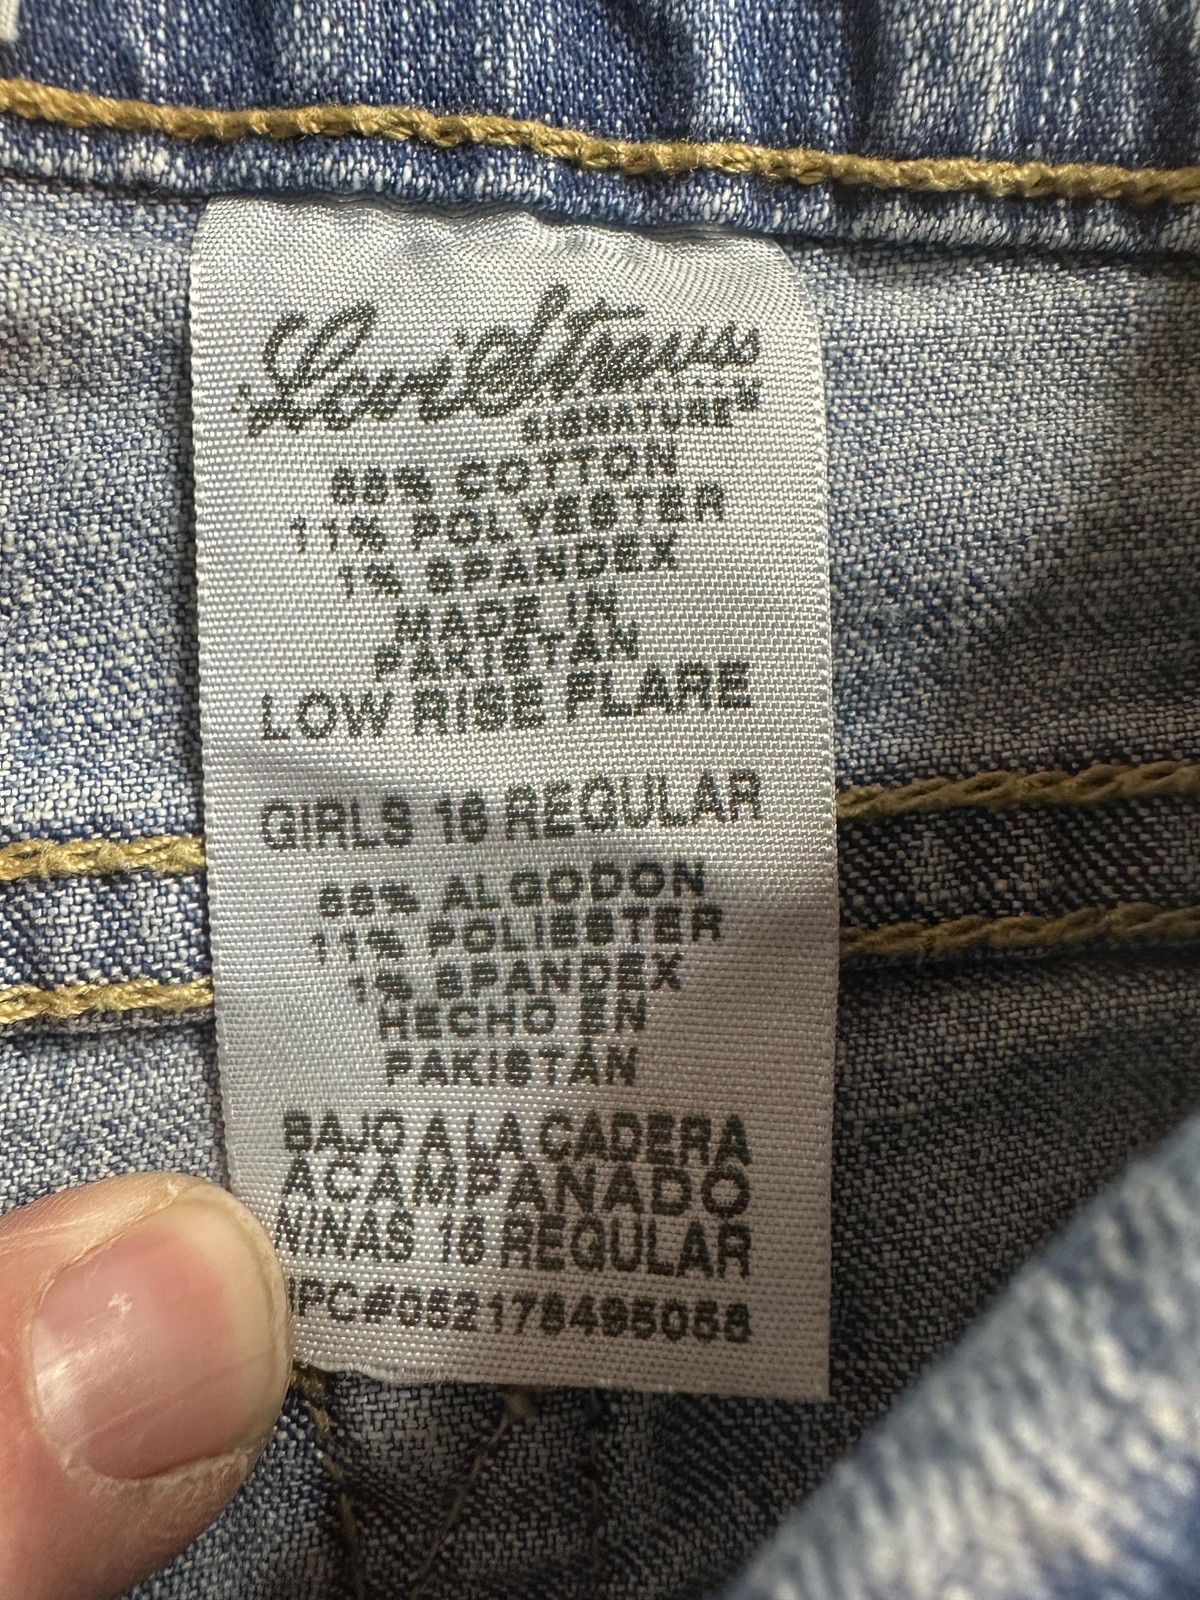 Levi Strauss
SIGNATURE™
88% COTTON
11% POLYESTER
1% SPANDEX
MADE IN
PAKISTAN
LOW RISE FLARE
GIRLS 16 REGULAR
88% ALGODON
11% POLIESTER
1% SPANDEX
HECHO EN
PAKISTAN
BAJO A LA CADERA
ACAMPANADO
NINAS 16 REGULAR
UPC#052178495058